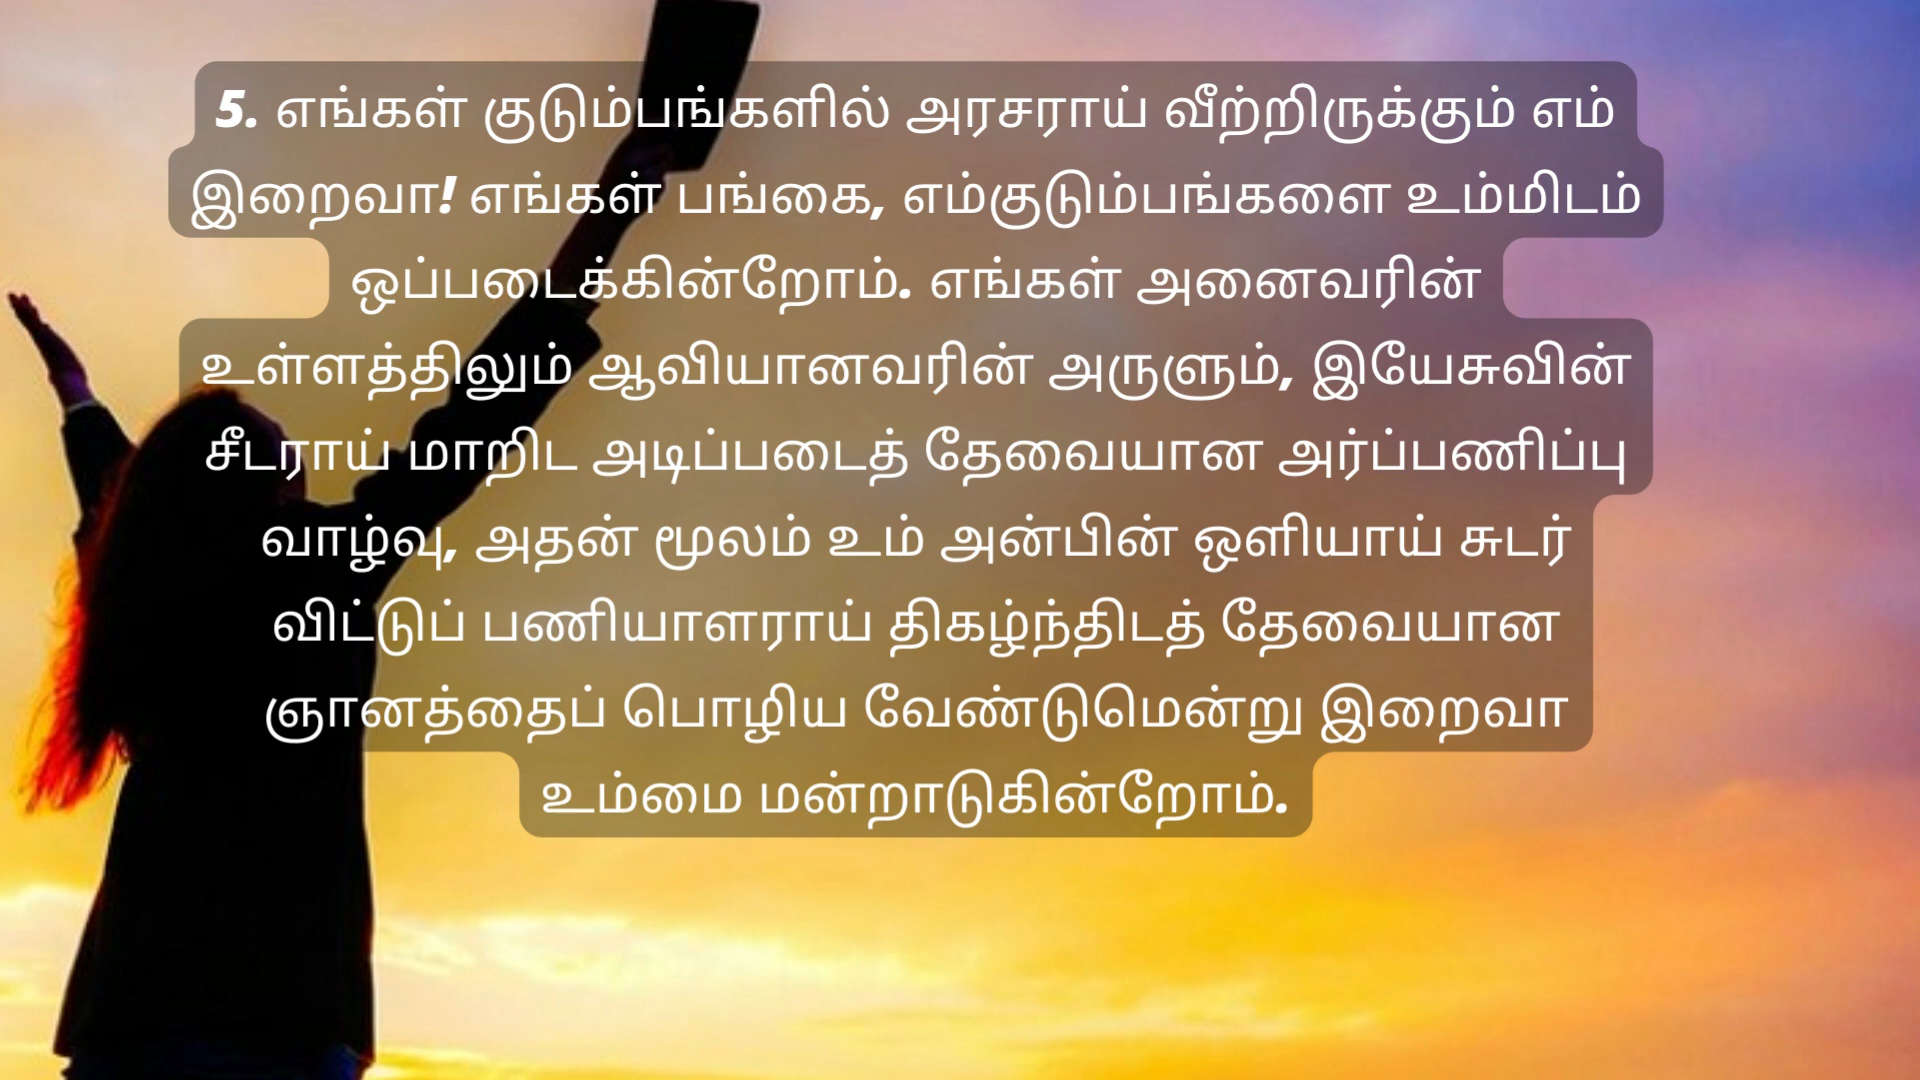 5. எங்கள் குடும்பங்களில் அரசராய் வீற்றிருக்கும் எம்
இறைவா! எங்கள் பங்கை, எம்குடும்பங்களை உம்மிடம்
ஒப்படைக்கின்றோம். எங்கள் அனைவரின்
உள்ளத்திலும் ஆவியானவரின் அருளும், இயேசுவின்
சீடராய் மாறிட அடிப்படைத் தேவையான அர்ப்பணிப்பு
வாழ்வு, அதன் மூலம் உம் அன்பின் ஒளியாய் சுடர்
விட்டுப் பணியாளராய் திகழ்ந்திடத் தேவையான
ஞானத்தைப் பொழிய வேண்டுமென்று இறைவா
உம்மை மன்றாடுகின்றோம்.